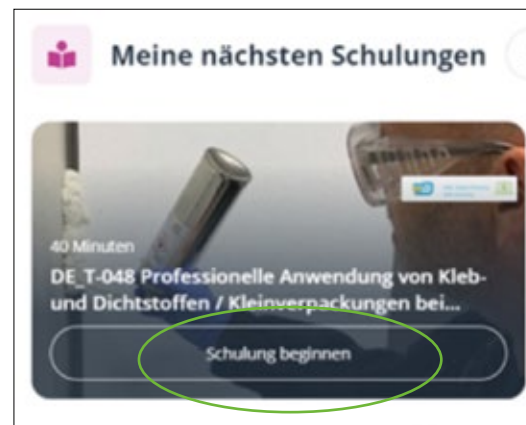 Meine nächsten Schulungen
40 Minuten
DE_T-048 Professionelle Anwendung von Kleb-
und Dichtstoffen / Kleinverpackungen bei...
Schulung beginnen